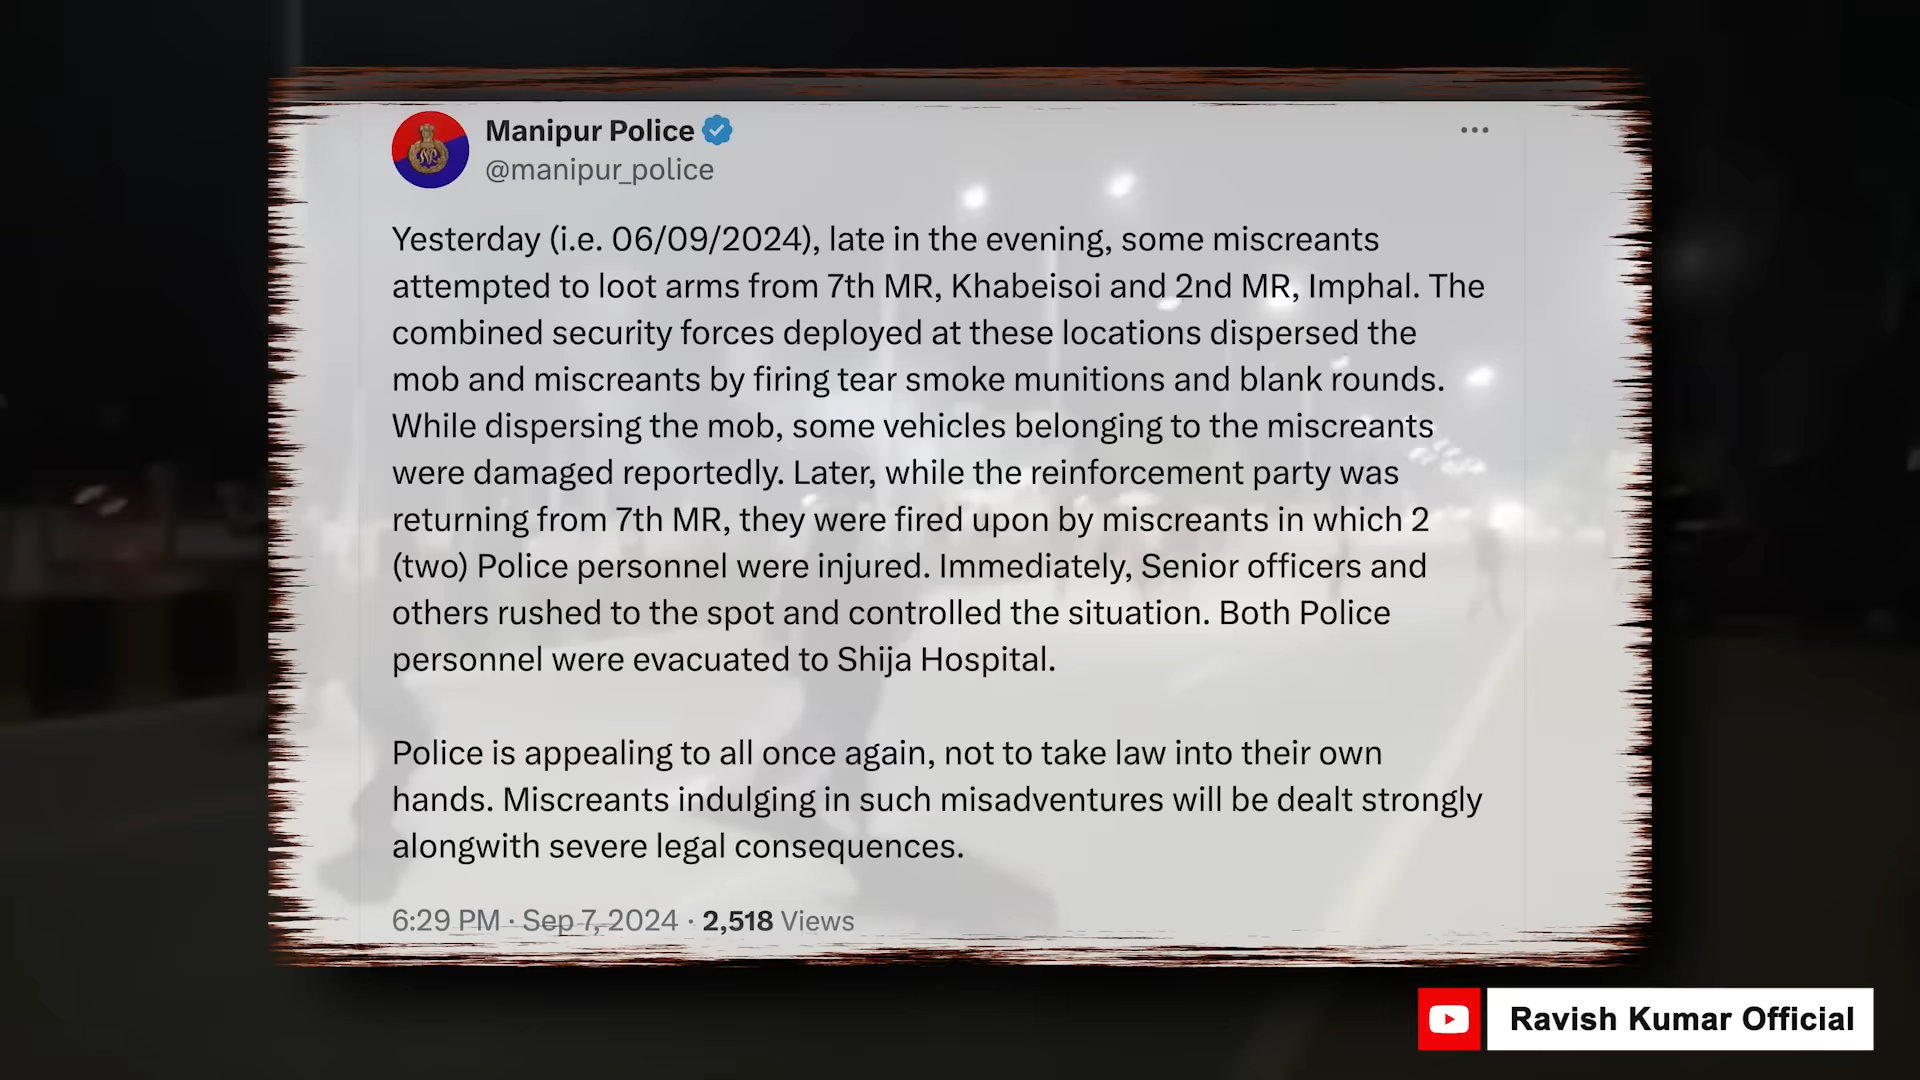 Manipur Police
@manipur_police
Yesterday (i.e. 06/09/2024), late in the evening, some miscreants
attempted to loot arms from 7th MR, Khabeisoi and 2nd MR, Imphal. The
combined security forces deployed at these locations dispersed the
mob and miscreants by firing tear smoke munitions and blank rounds.
While dispersing the mob, some vehicles belonging to the miscreants
were damaged reportedly. Later, while the reinforcement party was
returning from 7th MR, they were fired upon by miscreants in which 2
(two) Police personnel were injured. Immediately, Senior officers and
others rushed to the spot and controlled the situation. Both Police
personnel were evacuated to Shija Hospital.
Police is appealing to all once again, not to take law into their own
hands. Miscreants indulging in such misadventures will be dealt strongly
alongwith severe legal consequences.
6:29 PM · Sep 7, 2024 · 2,518 Views
Ravish Kumar Official